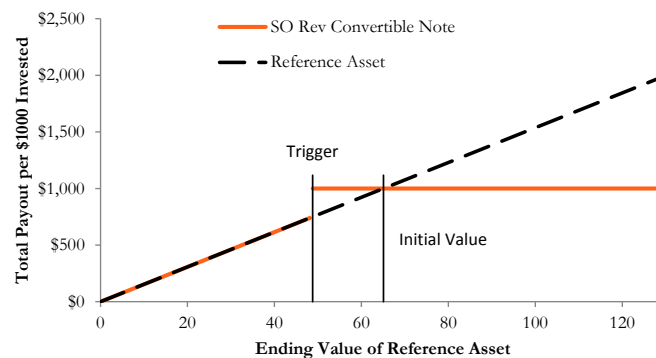 $2,500
SO Rev Convertible Note
Reference Asset
$2,000
$1,500
Trigger
$1,000
Initial Value
$500
$0
0 20 40 60 80 100 120
Total Payout per $1000 Invested
Ending Value of Reference Asset